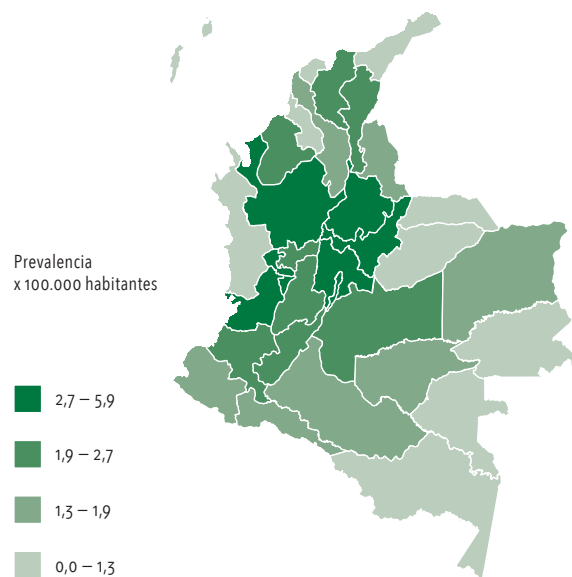 Prevalencia
x 100.000 habitantes
2,7 – 5,9
1,9 – 2,7
1,3 – 1,9
0,0 – 1,3